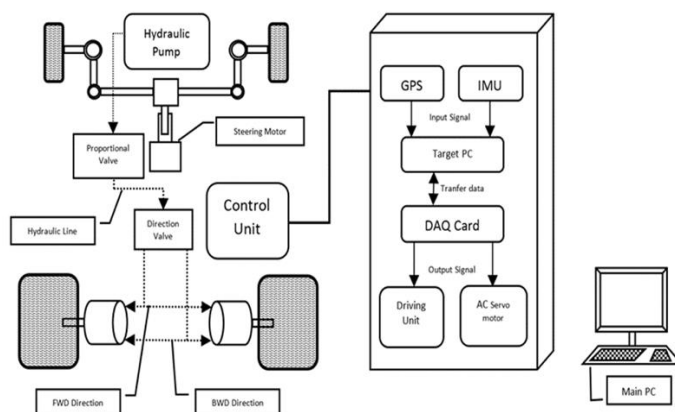 Hydraulic
Pump
Steering Motor
Proportional
Valve
Hydraulic Line
Direction
Valve
FWD Direction
BWD Direction
Control
Unit
GPS
IMU
Input Signal
Target PC
Tranfer data
DAQ Card
Output Signal
Driving
Unit
AC Servo
motor
Main PC